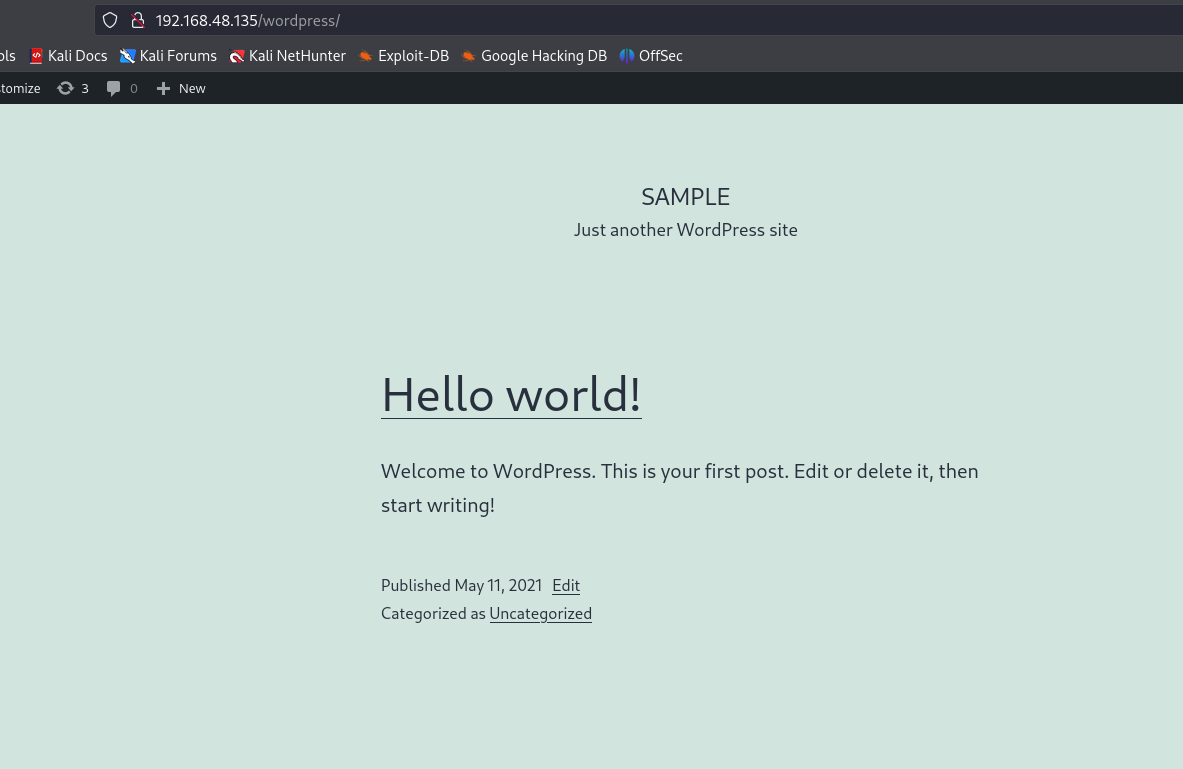 192.168.48.135/wordpress/
ols Kali Docs Kali Forums Kali NetHunter Exploit-DB Google Hacking DB OffSec
tomize 3 0 New
SAMPLE
Just another WordPress site
Hello world!
Welcome to WordPress. This is your first post. Edit or delete it, then
start writing!
Published May 11, 2021 Edit
Categorized as Uncategorized